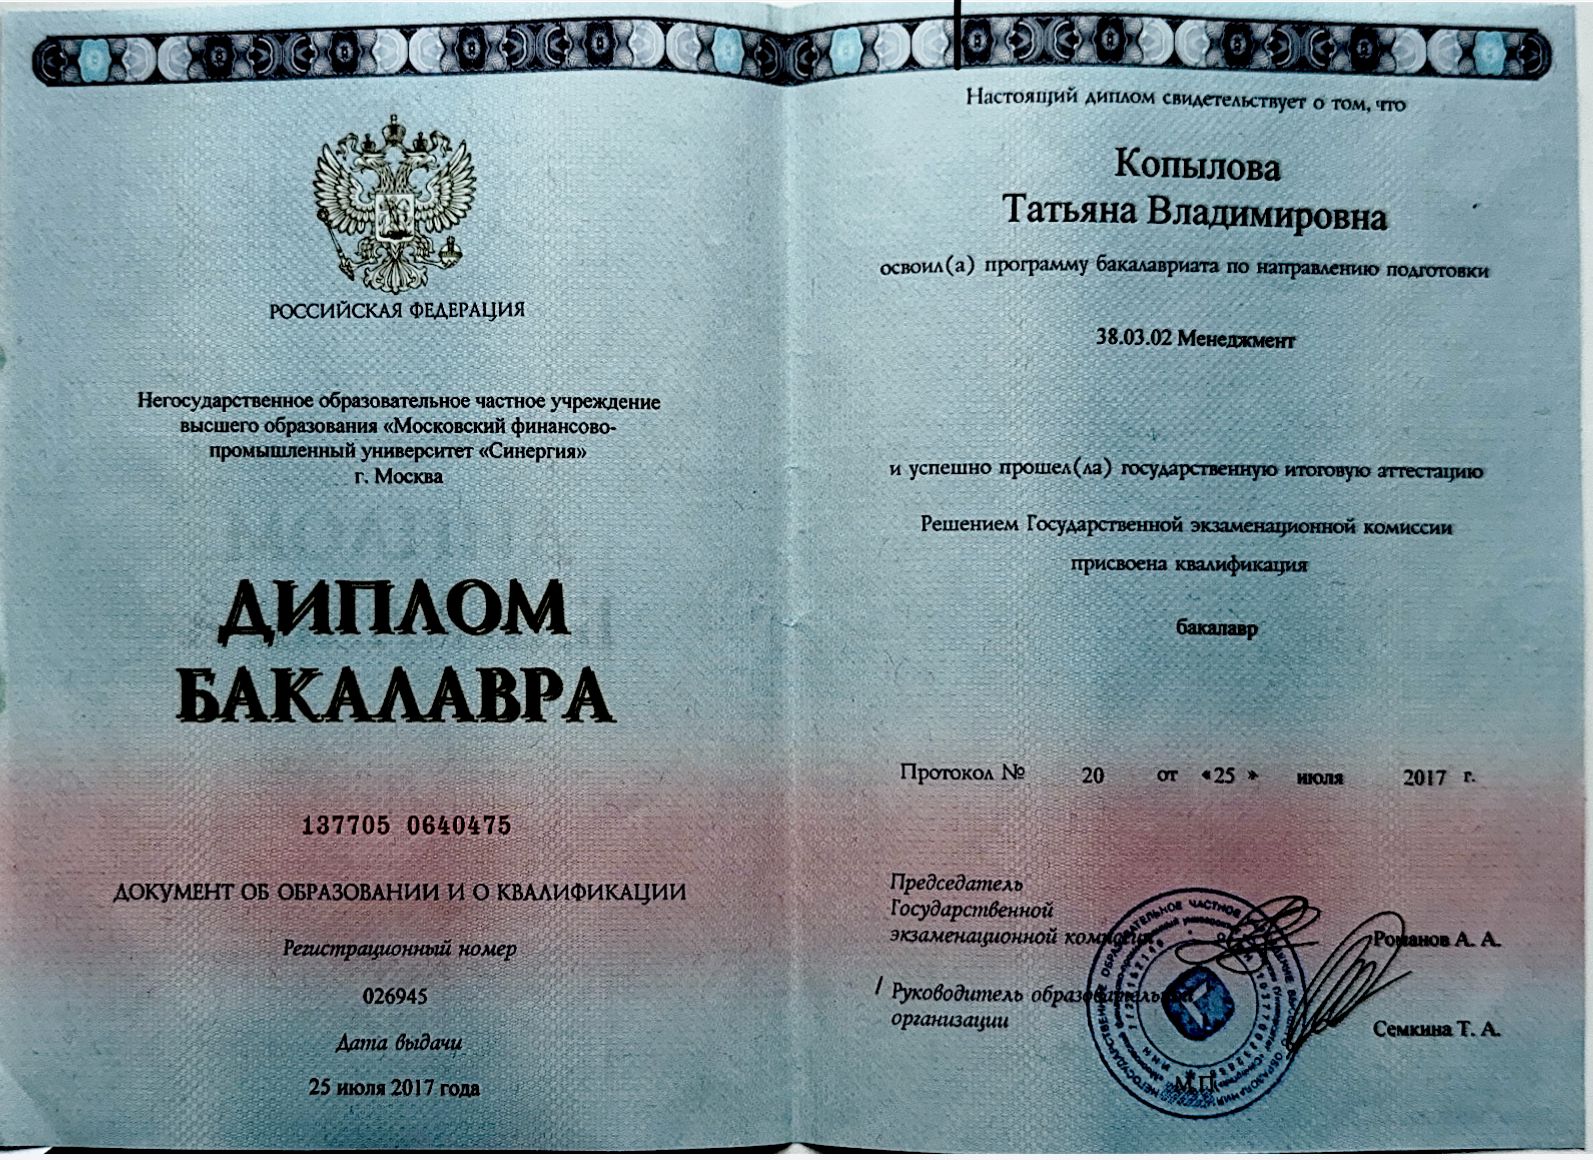 РОССИЙСКАЯ ФЕДЕРАЦИЯ
Негосударственное образовательное частное учреждение
высшего образования «Московский финансово-
промышленный университет «Синергия»
г. Москва
ДИПЛОМ
БАКАЛАВРА
137705 0640475
ДОКУМЕНТ ОБ ОБРАЗОВАНИИ И О КВАЛИФИКАЦИИ
Регистрационный номер
026945
Дата выдачи
25 июля 2017 года
Настоящий диплом свидетельствует о том, что
Копылова
Татьяна Владимировна
освоил(а) программу бакалавриата по направлению подготовки
38.03.02 Менеджмент
и успешно прошел(ла) государственную итоговую аттестацию
Решением Государственной экзаменационной комиссии
присвоена квалификация
бакалавр
Протокол № 20 от «25 » июля 2017 г.
Председатель
Государственной
экзаменационной комиссии
Романов А. А.
/ Руководитель образовательной
организации
Семкина Т. А.
М.П.